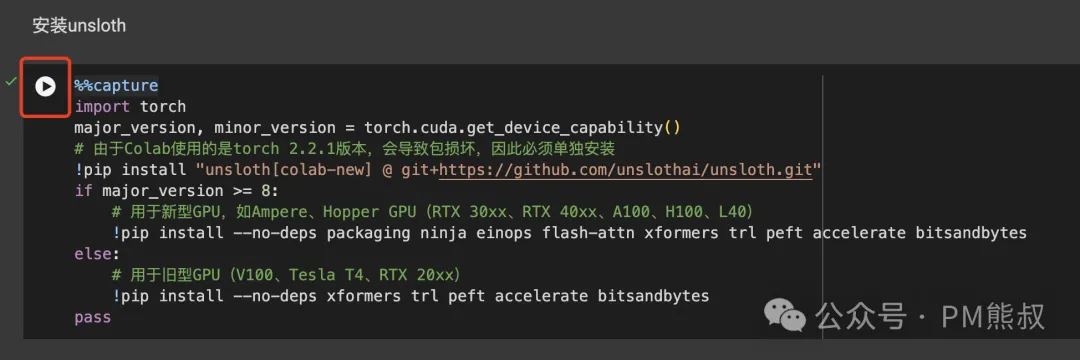 安装unsloth
%%capture
import torch
major_version, minor_version = torch.cuda.get_device_capability()
# 由于Colab使用的是torch 2.2.1版本，会导致包损坏，因此必须单独安装
!pip install "unsloth[colab-new] @ git+https://github.com/unslothai/unsloth.git"
if major_version >= 8:
    # 用于新型GPU，如Ampere、Hopper GPU（RTX 30xx、RTX 40xx、A100、H100、L40）
    !pip install --no-deps packaging ninja einops flash-attn xformers trl peft accelerate bitsandbytes
else:
    # 用于旧型GPU（V100、Tesla T4、RTX 20xx）
    !pip install --no-deps xformers trl peft accelerate bitsandbytes
pass
公众号 · PM熊叔